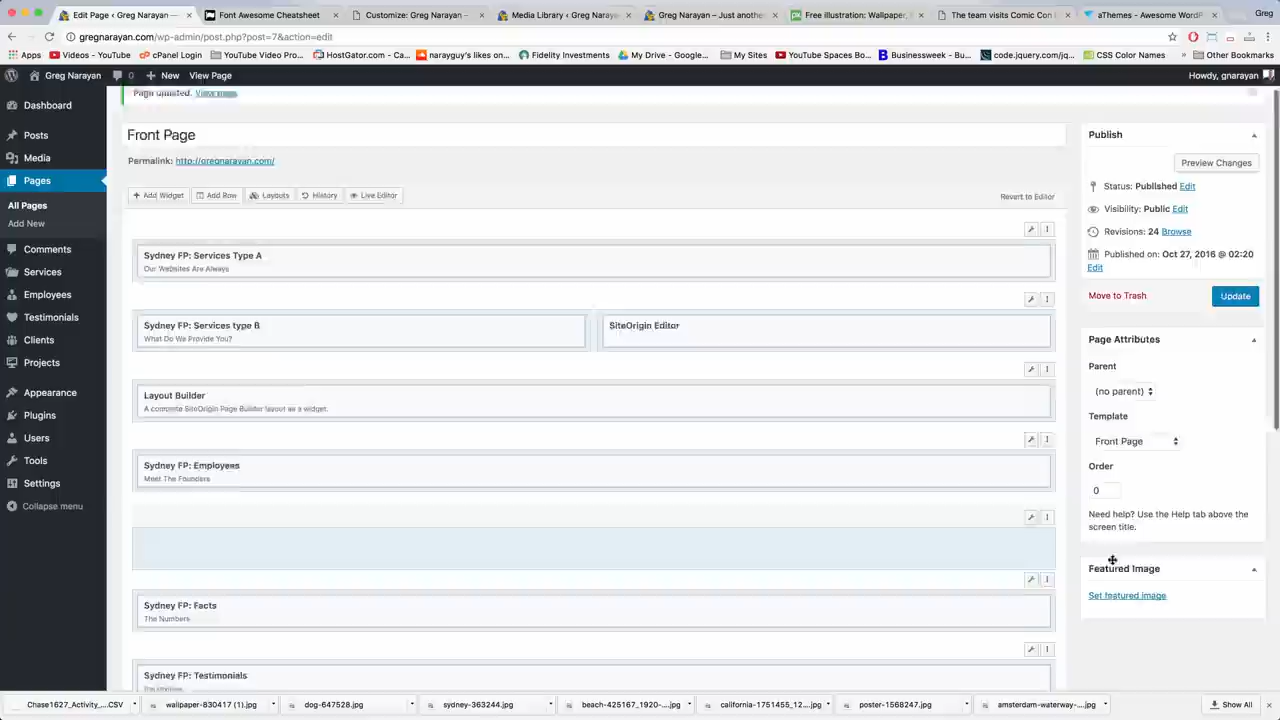 Edit Page ‹ Greg Narayan — × Font Awesome Cheatsheet × Customize: Greg Narayan - × Media Library ‹ Greg Narayan × Greg Narayan – Just another × Free illustration: Wallpaper, × The team visits Comic Con × aThemes - Awesome WordP × Greg
gregnarayan.com/wp-admin/post.php?post=7&action=edit
Apps Videos - YouTube cPanel Login HostGator.com - Ca... narayguy's likes on... Fidelity Investments My Drive - Google... My Sites YouTube Spaces Bo... Businessweek - Bu... code.jquery.com/jq... CSS Color Names » Other Bookmarks
Greg Narayan 0 + New View Page Howdy, gnarayan
Page updated. View page
Dashboard
Posts
Media
Pages
All Pages
Add New
Comments
Services
Employees
Testimonials
Clients
Projects
Appearance
Plugins
Users
Tools
Settings
Collapse menu
Front Page
Permalink: http://gregnarayan.com/
Add Widget Add Row Layouts History Live Editor Revert to Editor
Sydney FP: Services Type A
Our Websites Are Always
Sydney FP: Services type B
What Do We Provide You?
SiteOrigin Editor
Layout Builder
A complete SiteOrigin Page Builder layout as a widget.
Sydney FP: Employees
Meet The Founders
Sydney FP: Facts
The Numbers
Sydney FP: Testimonials
Publish
Preview Changes
Status: Published Edit
Visibility: Public Edit
Revisions: 24 Browse
Published on: Oct 27, 2016 @ 02:20
Edit
Move to Trash Update
Page Attributes
Parent
(no parent)
Template
Front Page
Order
0
Need help? Use the Help tab above the
screen title.
Featured Image
Set featured image
Chase1627_Activity_....CSV wallpaper-830417 (1).jpg dog-647528.jpg sydney-363244.jpg beach-425167_1920-...jpg california-1751455_12...jpg poster-1568247.jpg amsterdam-waterway-...jpg Show All ×